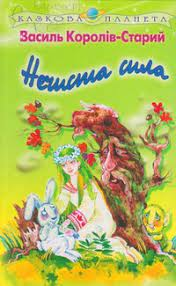 КАЗКОВА ПЛАНЕТА
Василь Королів-Старий
Нечиста сила